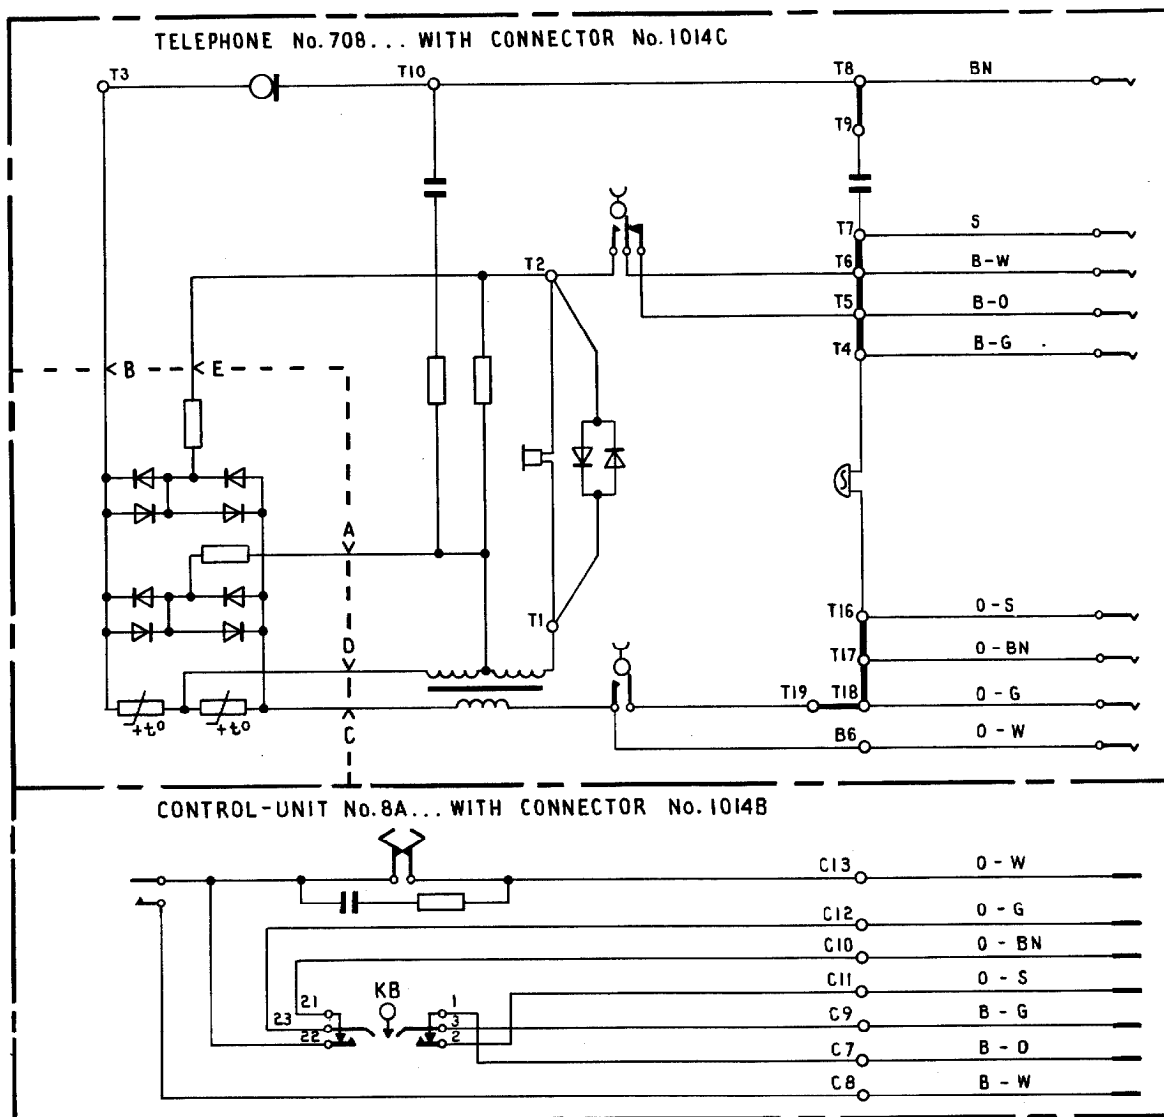 TELEPHONE No. 708... WITH CONNECTOR No. 1014C
T3
T10
T8
BN
T9
T7
S
T6
B-W
T2
T5
B-O
T4
B-G
B
E
A
T1
T16
O-S
T17
O-BN
D
T19
T18
O-G
+t°
+t°
C
B6
O-W
CONTROL-UNIT No. 8A... WITH CONNECTOR No. 1014B
C13
O-W
C12
O-G
C10
O-BN
C11
O-S
21
KB
1
23
3
C9
B-G
22
2
C7
B-O
C8
B-W